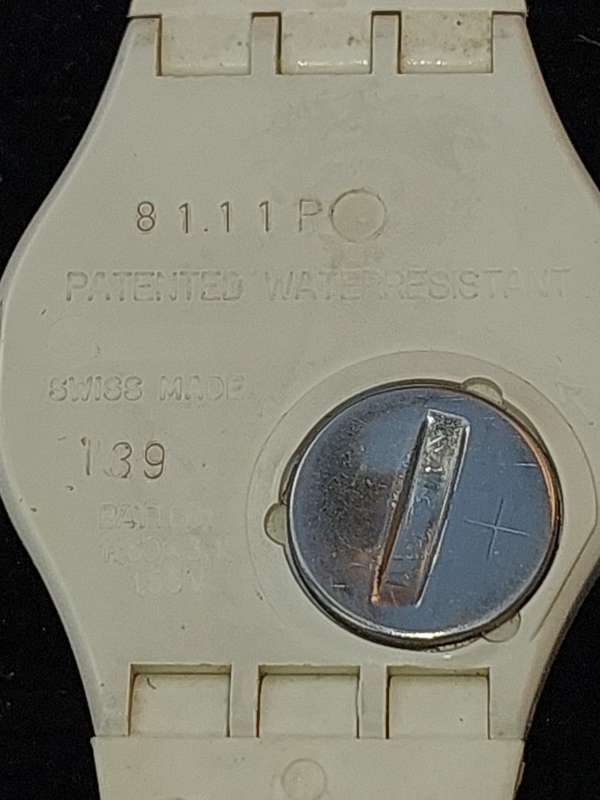 81.11P
PATENTED WATERRESISTANT
SWISS MADE
139